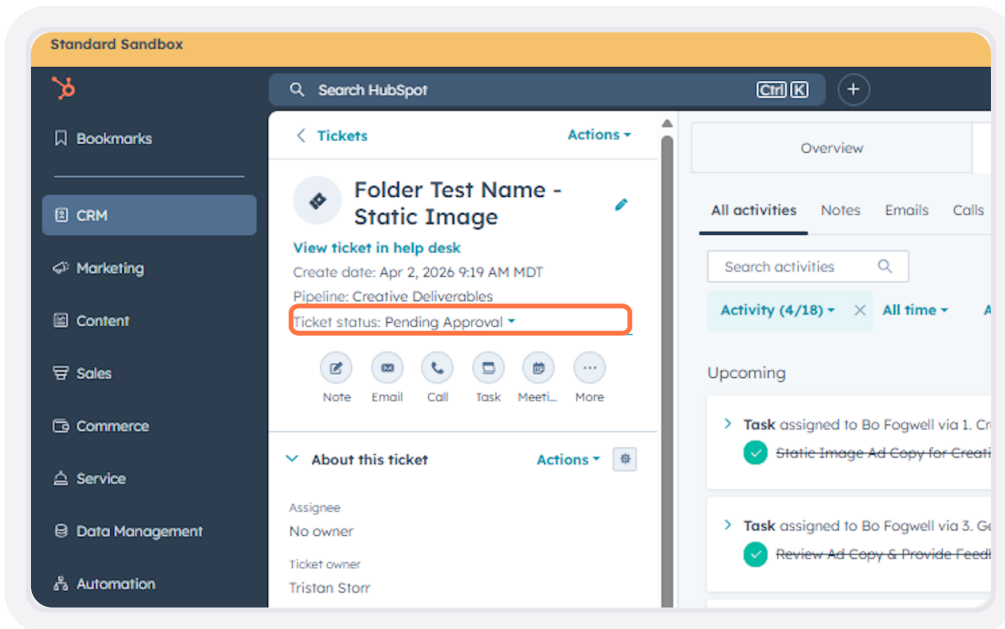 Standard Sandbox
Search HubSpot
Ctrl K
+
Bookmarks
CRM
Marketing
Content
Sales
Commerce
Service
Data Management
Automation
Tickets
Actions
Folder Test Name -
Static Image
View ticket in help desk
Create date: Apr 2, 2026 9:19 AM MDT
Pipeline: Creative Deliverables
Ticket status: Pending Approval
Note
Email
Call
Task
Meeti...
More
About this ticket
Actions
Assignee
No owner
Ticket owner
Tristan Storr
Overview
All activities
Notes
Emails
Calls
Search activities
Activity (4/18)
All time
Upcoming
Task assigned to Bo Fogwell via 1. Cr
Static Image Ad Copy for Creati
Task assigned to Bo Fogwell via 3. Ge
Review Ad Copy & Provide Feed